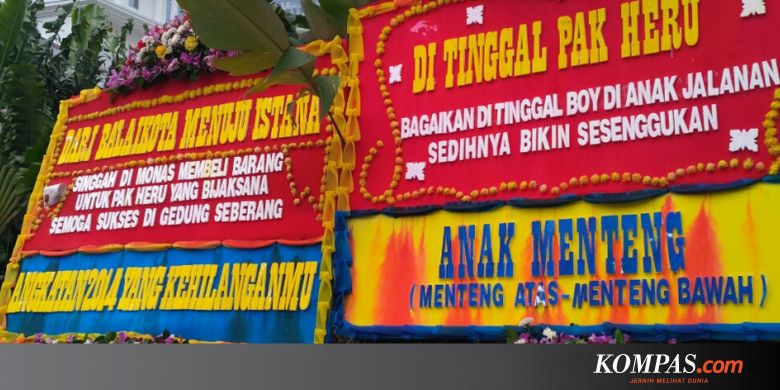 DARI BALAIKOTA MENUJU ISTANA
SINGGAH DI MONAS MEMBELI BARANG
UNTUK PAK HERU YANG BIJAKSANA
SEMOGA SUKSES DI GEDUNG SEBERANG
ANGKATAN 2014 YANG KEHILANGANMU
DI TINGGAL PAK HERU
BAGAIKAN DI TINGGAL BOY DI ANAK JALANAN
SEDIHNYA BIKIN SESENGGUKAN
ANAK MENTENG
( MENTENG ATAS - MENTENG BAWAH )
KOMPAS.com
JERNIH MELIHAT DUNIA